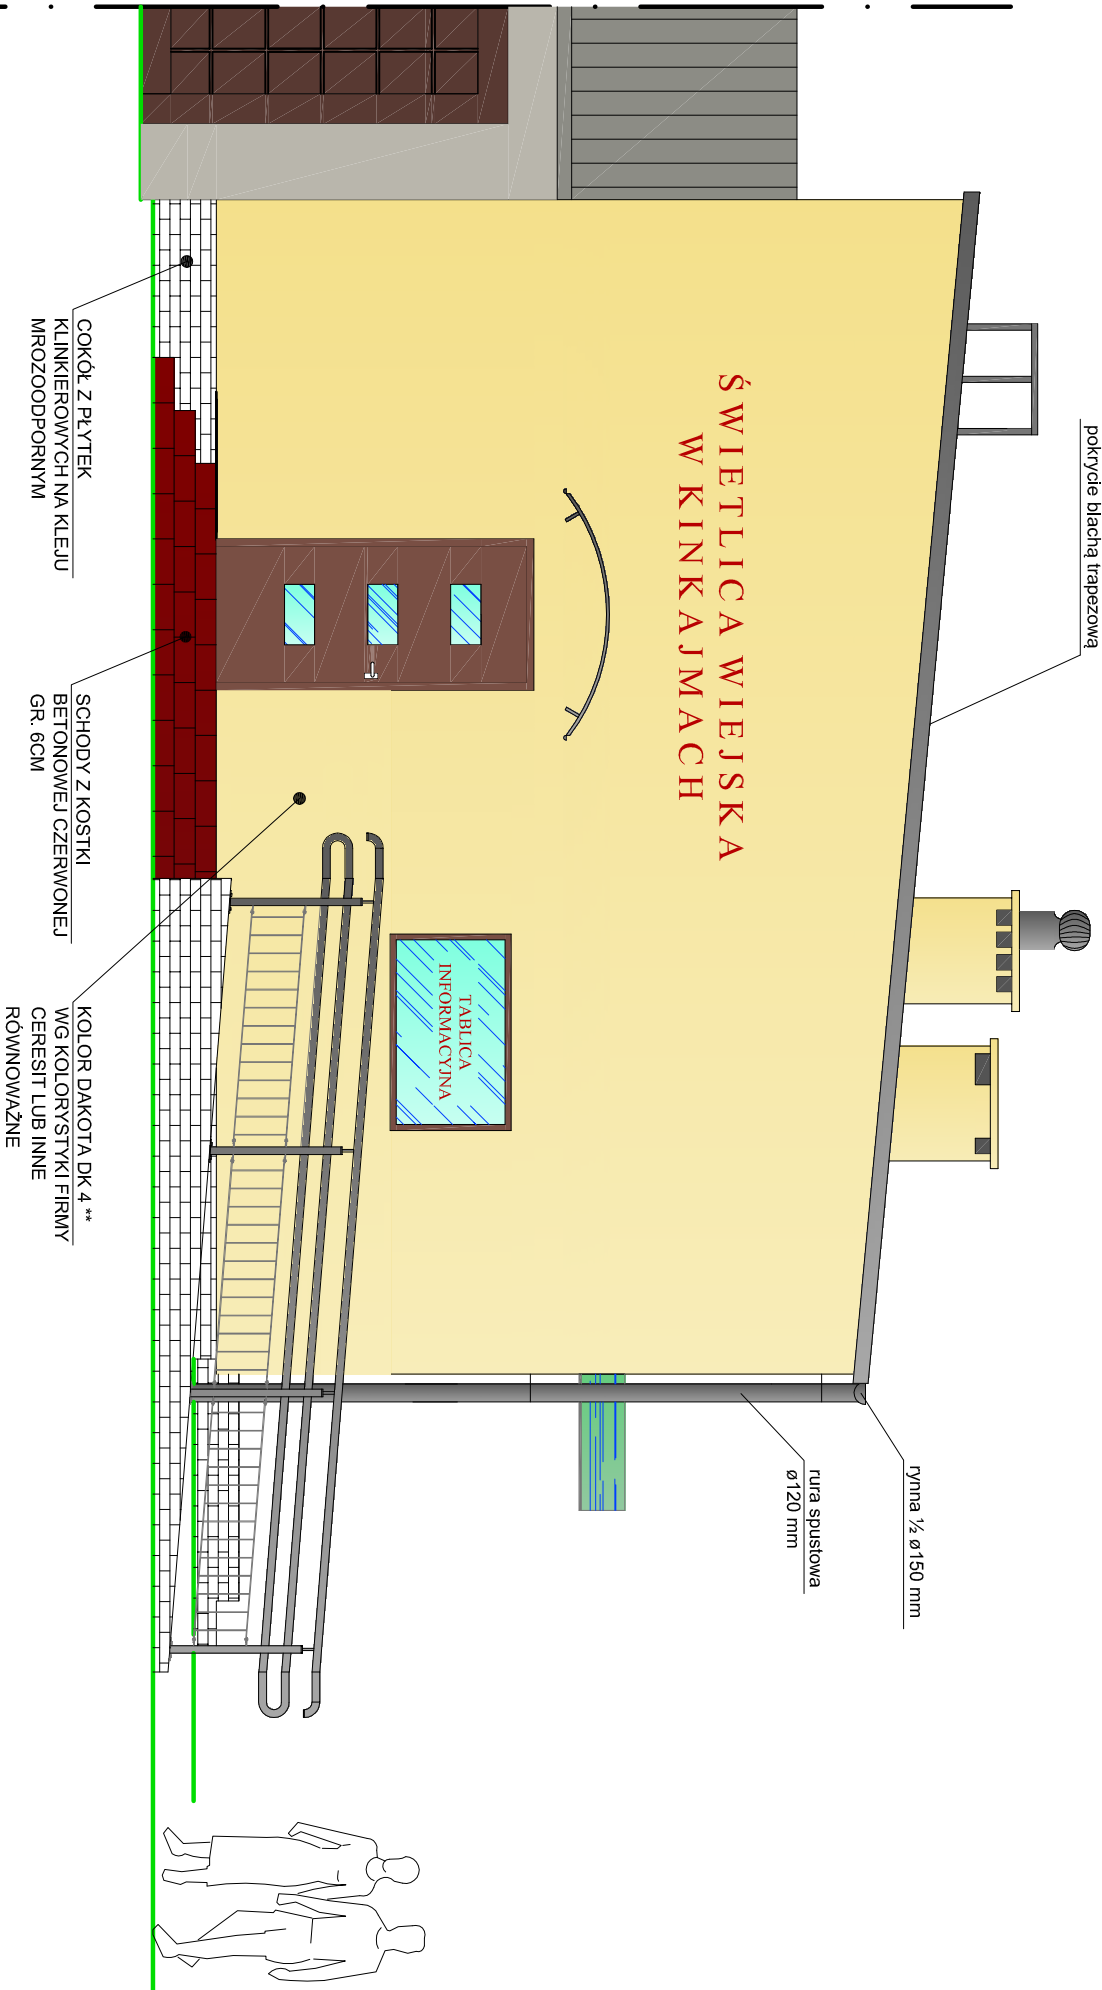 pokrycie blachą trapezową
ŚWIETLICA WIEJSKA
W KINKAJMACH
TABLICA
INFORMACYJNA
rynna ½ ø150 mm
rura spustowa
ø120 mm
COKÓŁ Z PŁYTEK
KLINKIEROWYCH NA KLEJU
MROZOODPORNYM
SCHODY Z KOSTKI
BETONOWEJ CZERWONEJ
GR. 6CM
KOLOR DAKOTA DK 4 **
WG KOLORYSTYKI FIRMY
CERESIT LUB INNE
RÓWNOWAŻNE